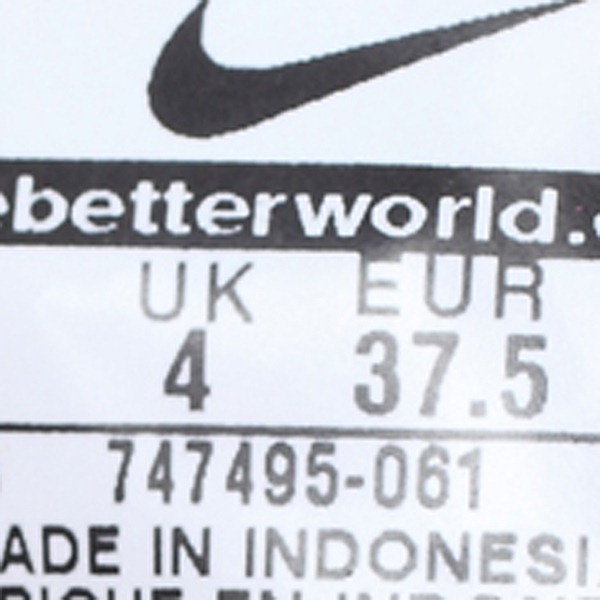 ebetterworld.
UK EUR
4 37.5
747495-061
ADE IN INDONESI